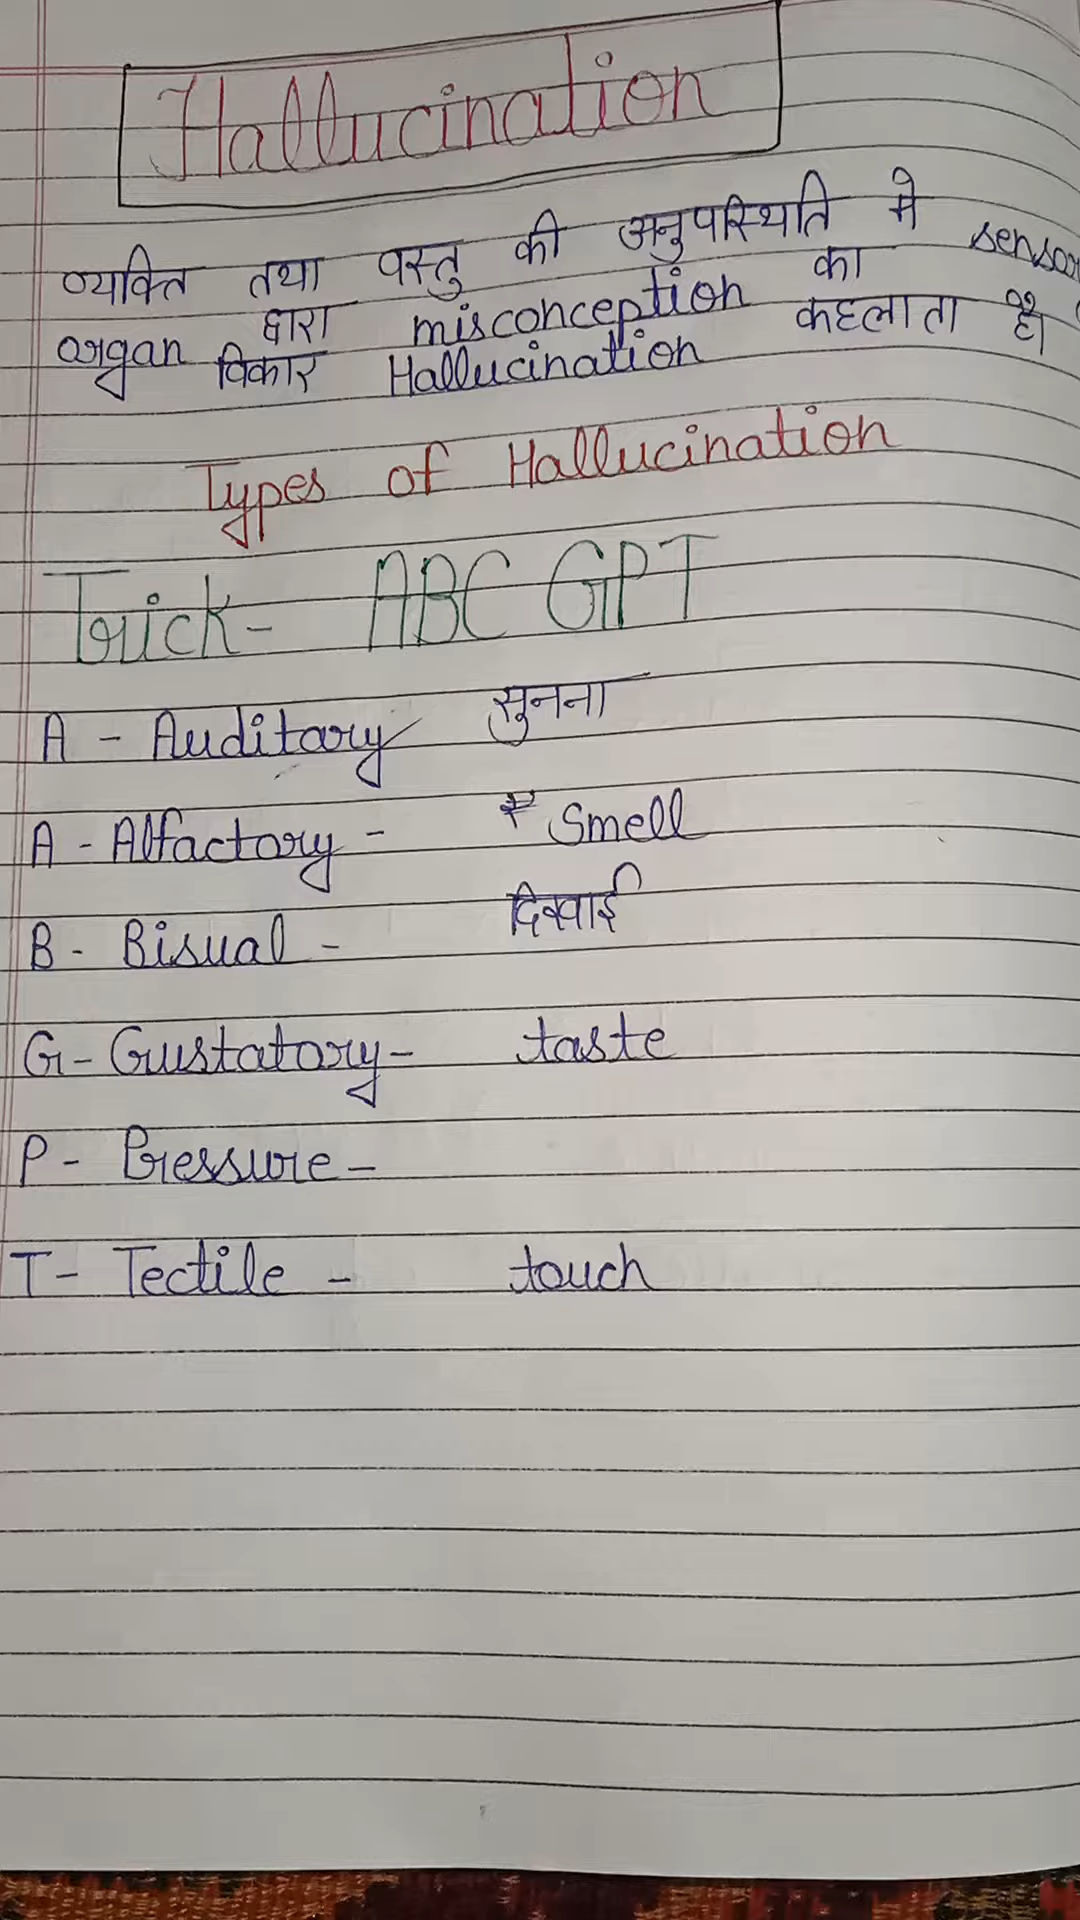 Hallucination
व्यक्ति तथा वस्तु की अनुपस्थिति मे sensor
organ द्वारा misconception का
विकार Hallucination कहलाता है।
Types of Hallucination
Trick- ABC GPT
A - Auditary सुनना
A - Alfactory - Smell
B - Bisual - दिखाई
G - Gustatory - taste
P - Pressure -
T - Tectile - touch